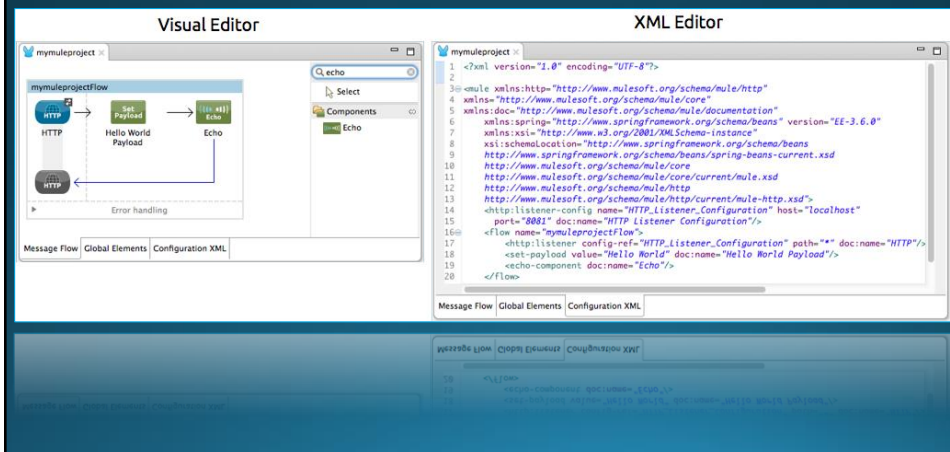 Visual Editor
mymuleproject
echo
Select
Components
Echo
mymuleprojectFlow
HTTP
Set
Payload
Echo
HTTP
Hello World
Payload
Echo
HTTP
Error handling
Message Flow Global Elements Configuration XML
XML Editor
mymuleproject
1 <?xml version="1.0" encoding="UTF-8"?>
2
3 <mule xmlns:http="http://www.mulesoft.org/schema/mule/http"
4 xmlns="http://www.mulesoft.org/schema/mule/core"
5 xmlns:doc="http://www.mulesoft.org/schema/mule/documentation"
6 xmlns:spring="http://www.springframework.org/schema/beans" version="EE-3.6.0"
7 xmlns:xsi="http://www.w3.org/2001/XMLSchema-instance"
8 xsi:schemaLocation="http://www.springframework.org/schema/beans
9 http://www.springframework.org/schema/beans/spring-beans-current.xsd
10 http://www.mulesoft.org/schema/mule/core
11 http://www.mulesoft.org/schema/mule/core/current/mule.xsd
12 http://www.mulesoft.org/schema/mule/http
13 http://www.mulesoft.org/schema/mule/http/current/mule-http.xsd">
14 <http:listener-config name="HTTP_Listener_Configuration" host="localhost"
15 port="8081" doc:name="HTTP Listener Configuration"/>
16 <flow name="mymuleprojectFlow">
17 <http:listener config-ref="HTTP_Listener_Configuration" path="*" doc:name="HTTP"/>
18 <set-payload value="Hello World" doc:name="Hello World Payload"/>
19 <echo-component doc:name="Echo"/>
20 </flow>
Message Flow Global Elements Configuration XML